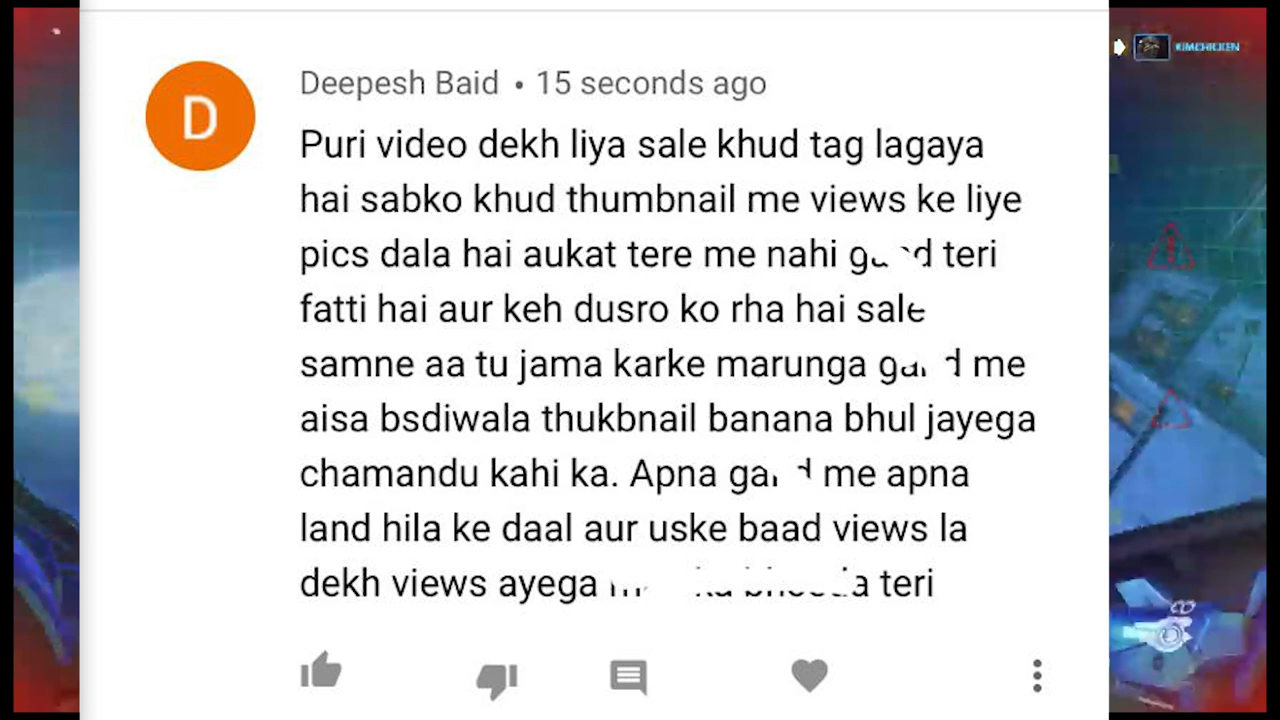 Deepesh Baid • 15 seconds ago
D
Puri video dekh liya sale khud tag lagaya
hai sabko khud thumbnail me views ke liye
pics dala hai aukat tere me nahi teri
fatti hai aur keh dusro ko rha hai sale
samne aa tu jama karke marunga me
aisa bsdiwala thukbnail banana bhul jayega
chamandu kahi ka. Apna me apna
land hila ke daal aur uske baad views la
dekh views ayega teri
KIMCHICKEN